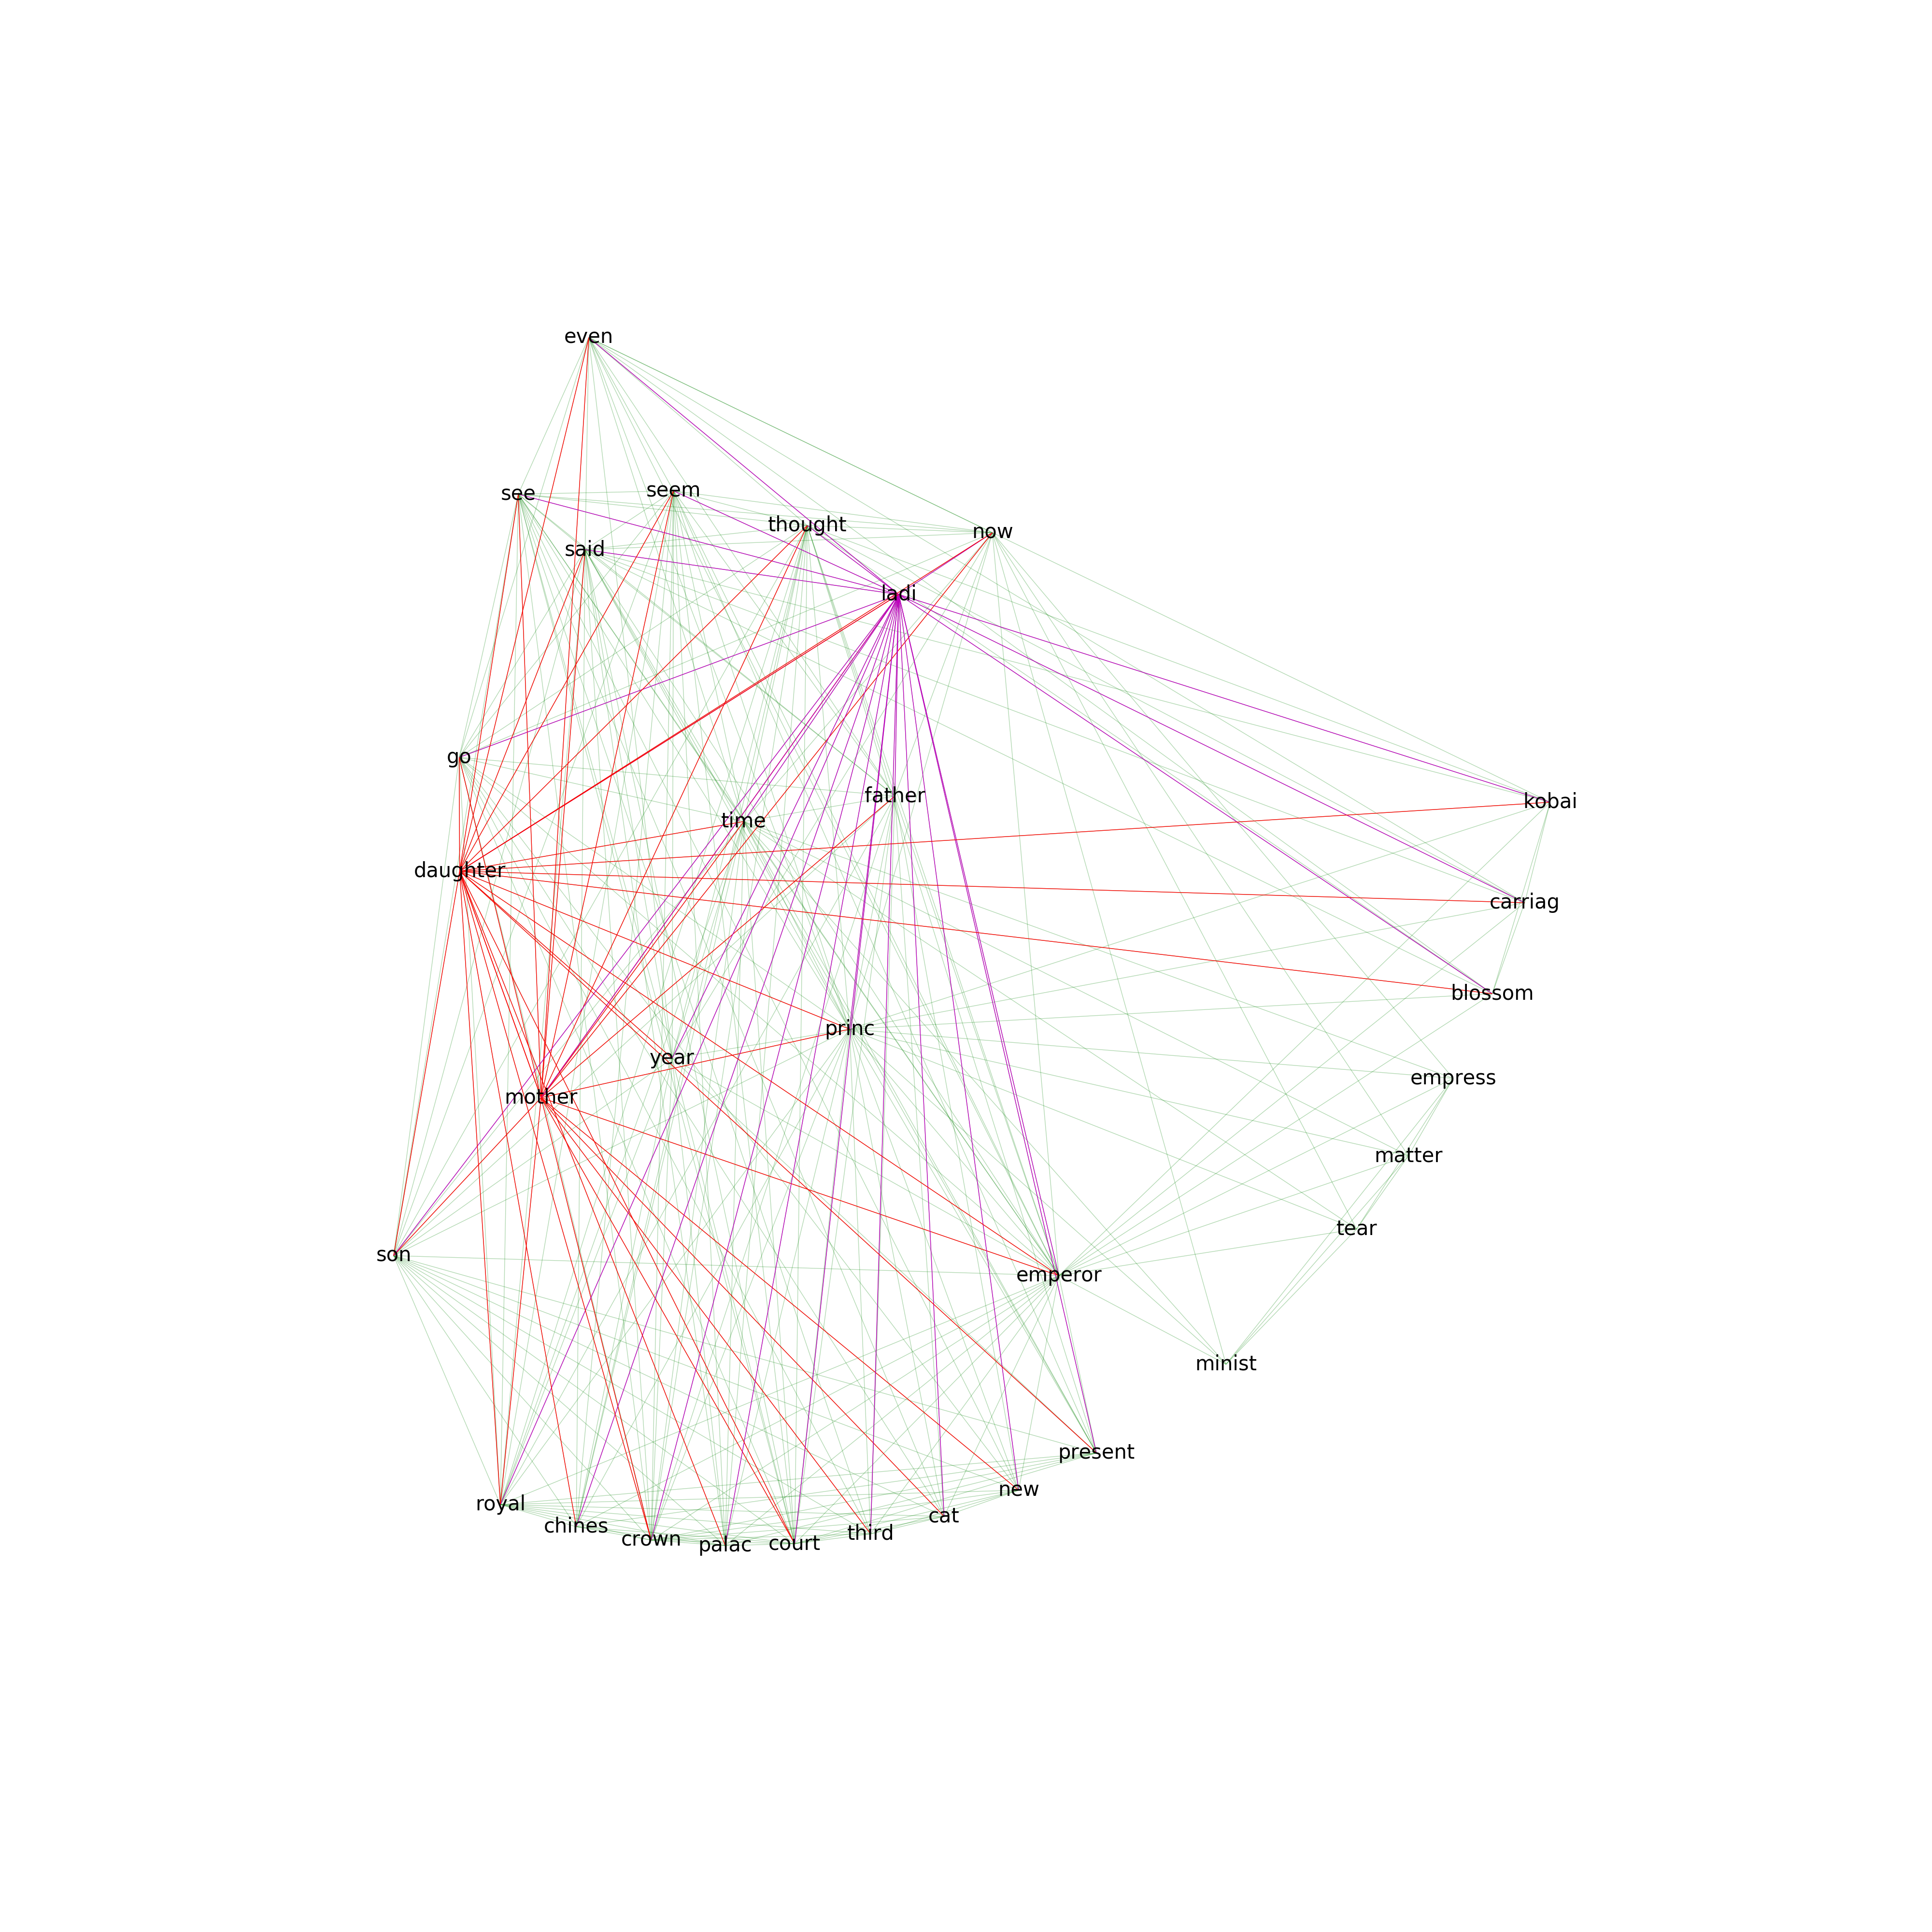 even
see
seem
thought
now
said
ladi
go
father
time
kobai
daughter
carriag
blossom
princ
year
empress
mother
matter
tear
son
emperor
minist
present
new
royal
cat
chines
third
crown
court
palac